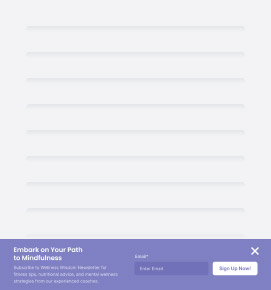 Embark on Your Path
to Mindfulness
Subscribe to Wellness Warrior Newsletter for
fitness tips, nutritional advice, and mental wellness
strategies from our experienced coaches.
Email*
Enter Email
Sign Up Now!